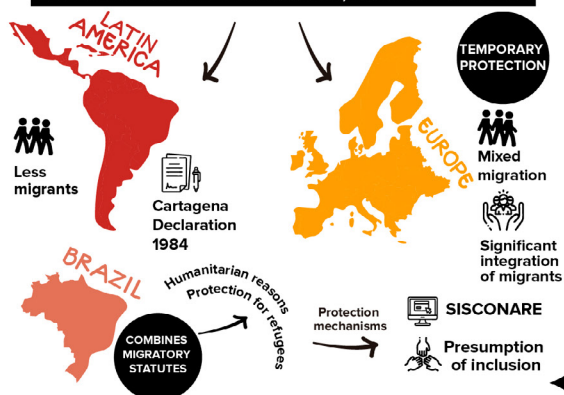 LATIN
AMERICA
Less
migrants
Cartagena
Declaration
1984
EUROPE
TEMPORARY
PROTECTION
Mixed
migration
Significant
integration
of migrants
BRAZIL
COMBINES
MIGRATORY
STATUTES
Humanitarian reasons
Protection for refugees
Protection
mechanisms
SISCONARE
Presumption
of inclusion